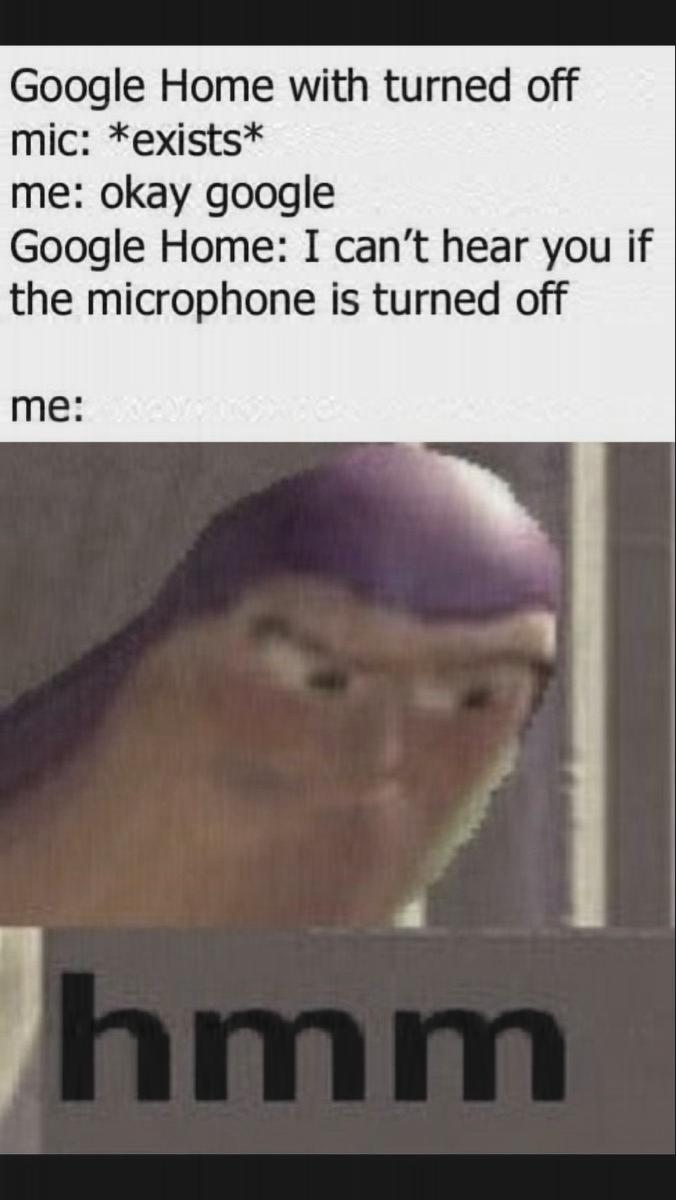 Google Home with turned off
mic: *exists*
me: okay google
Google Home: I can’t hear you if
the microphone is turned off
me:
hmm